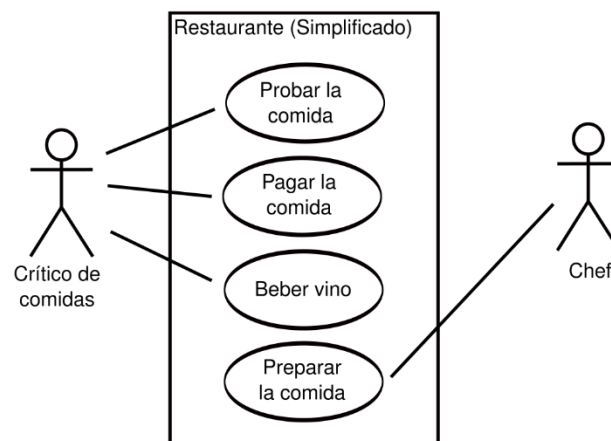 Restaurante (Simplificado)
Probar la
comida
Pagar la
comida
Beber vino
Preparar
la comida
Crítico de
comidas
Chef